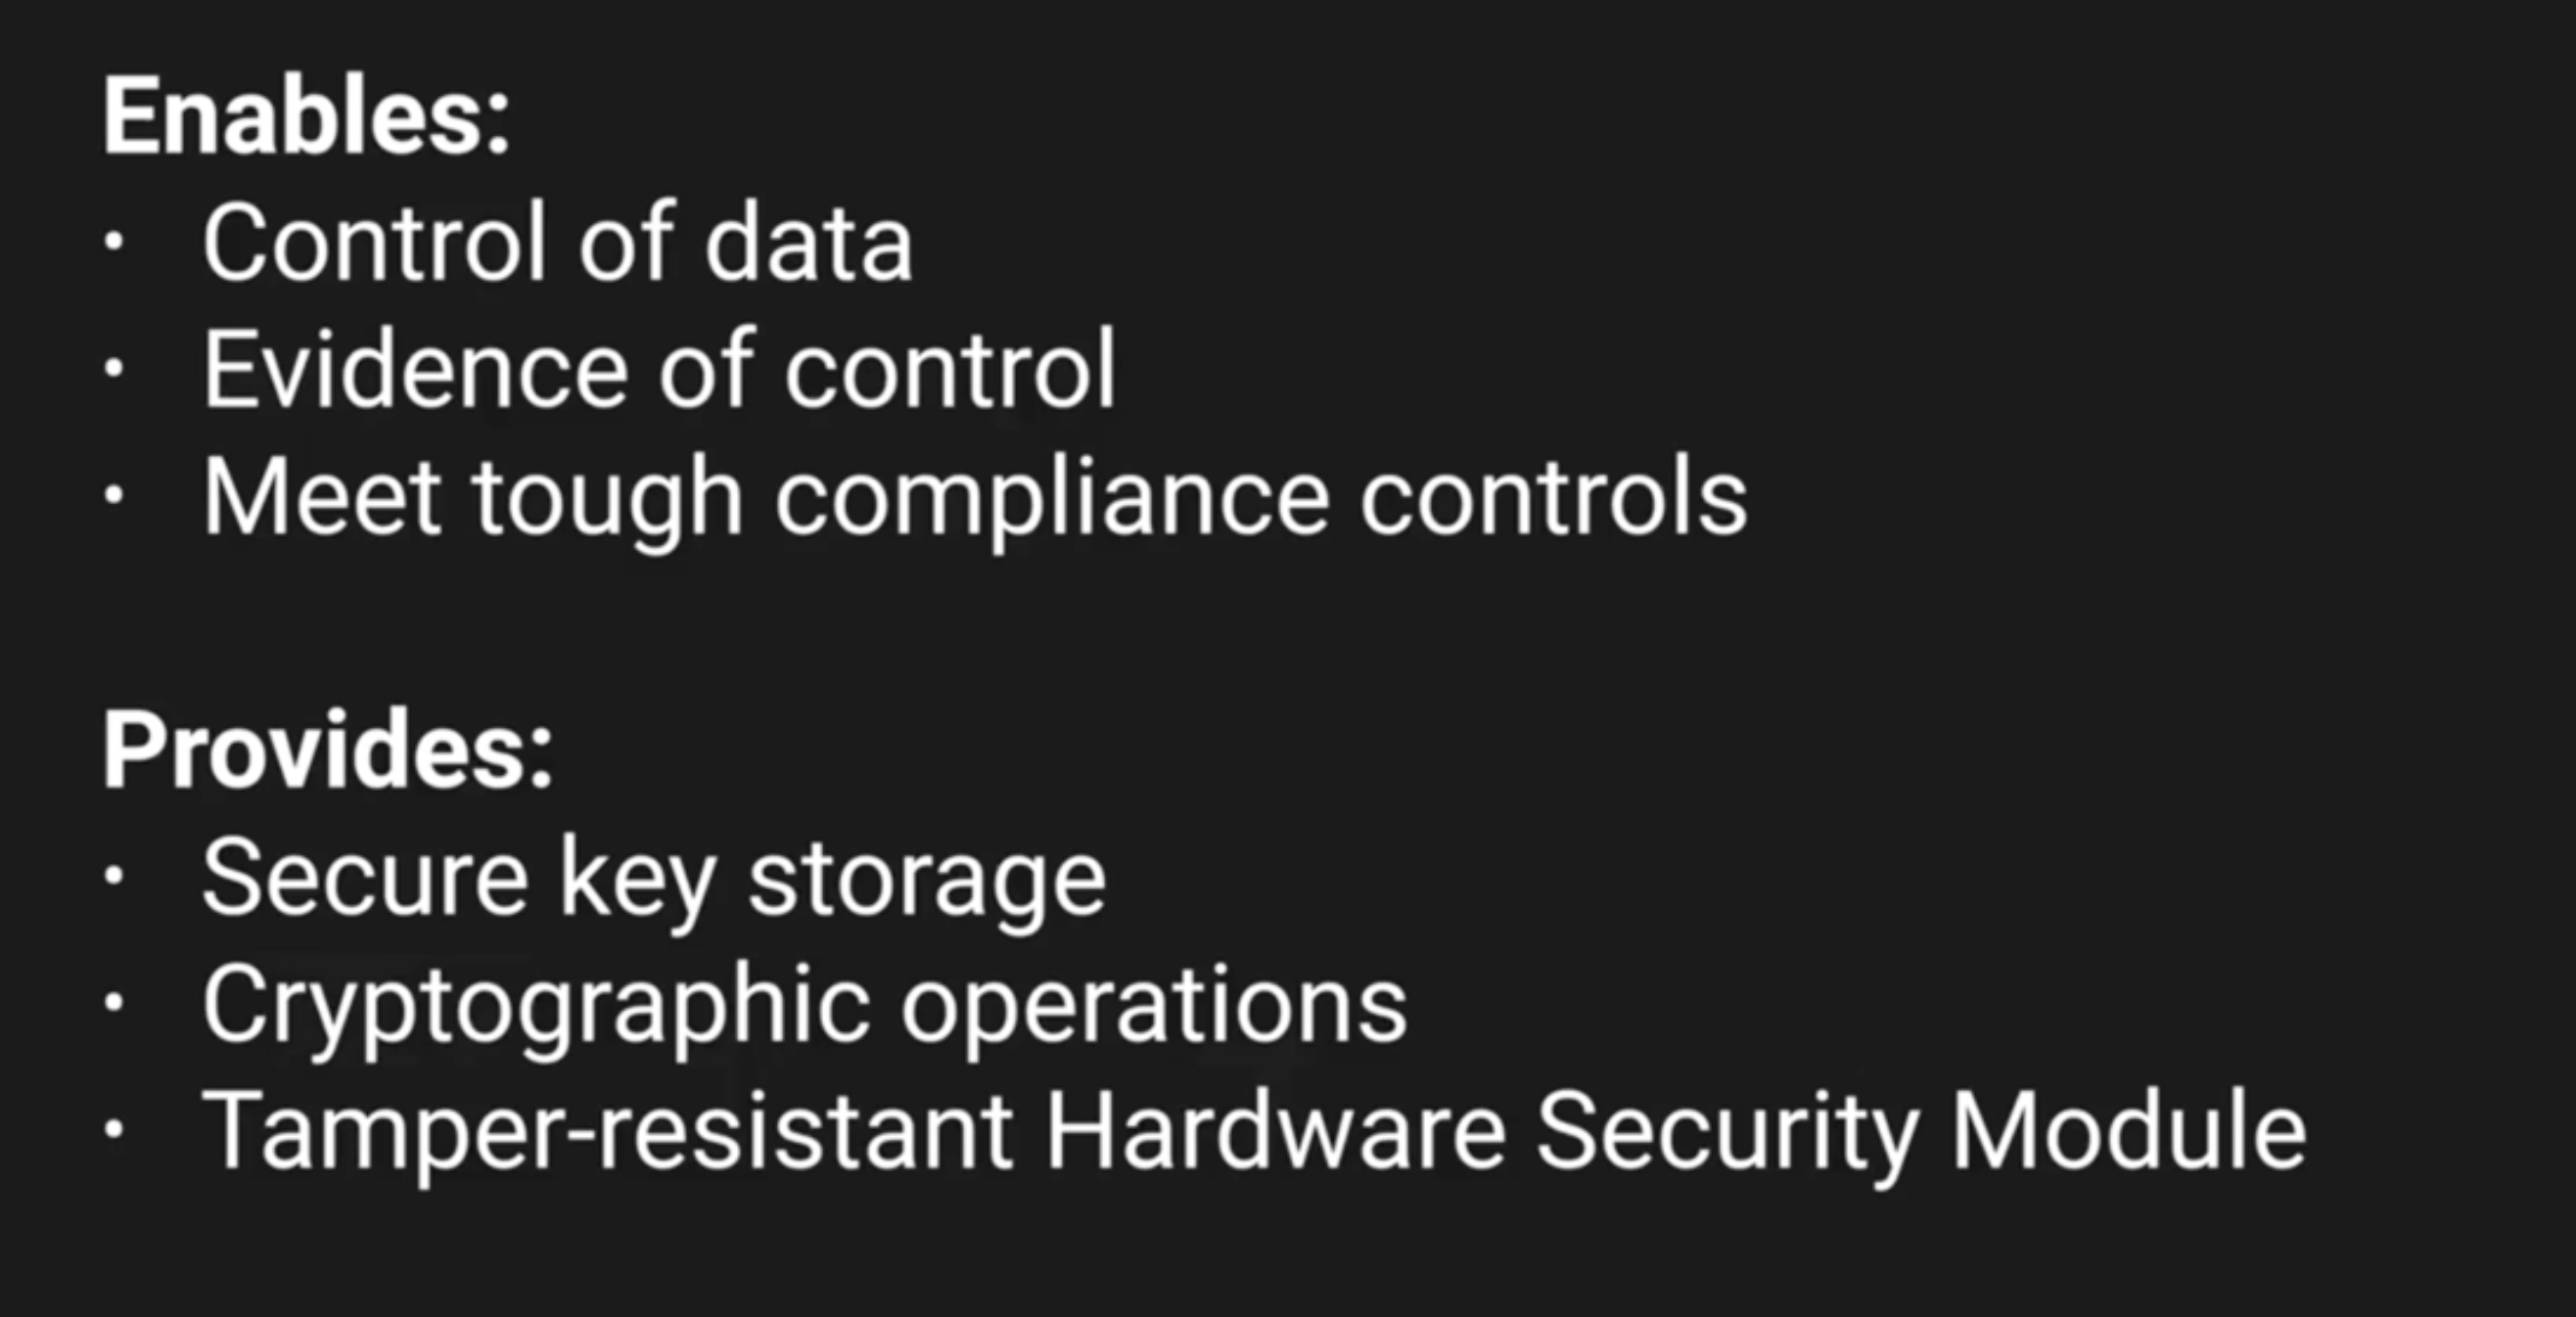 Enables:
• Control of data
• Evidence of control
• Meet tough compliance controls
Provides:
• Secure key storage
• Cryptographic operations
• Tamper-resistant Hardware Security Module